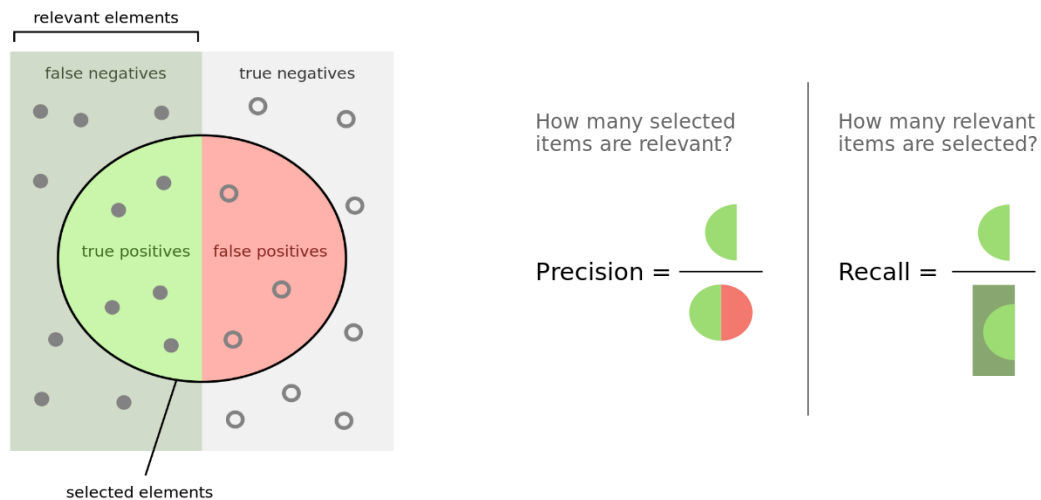 relevant elements
false negatives
true negatives
true positives
false positives
selected elements
How many selected
items are relevant?
Precision =
How many relevant
items are selected?
Recall =